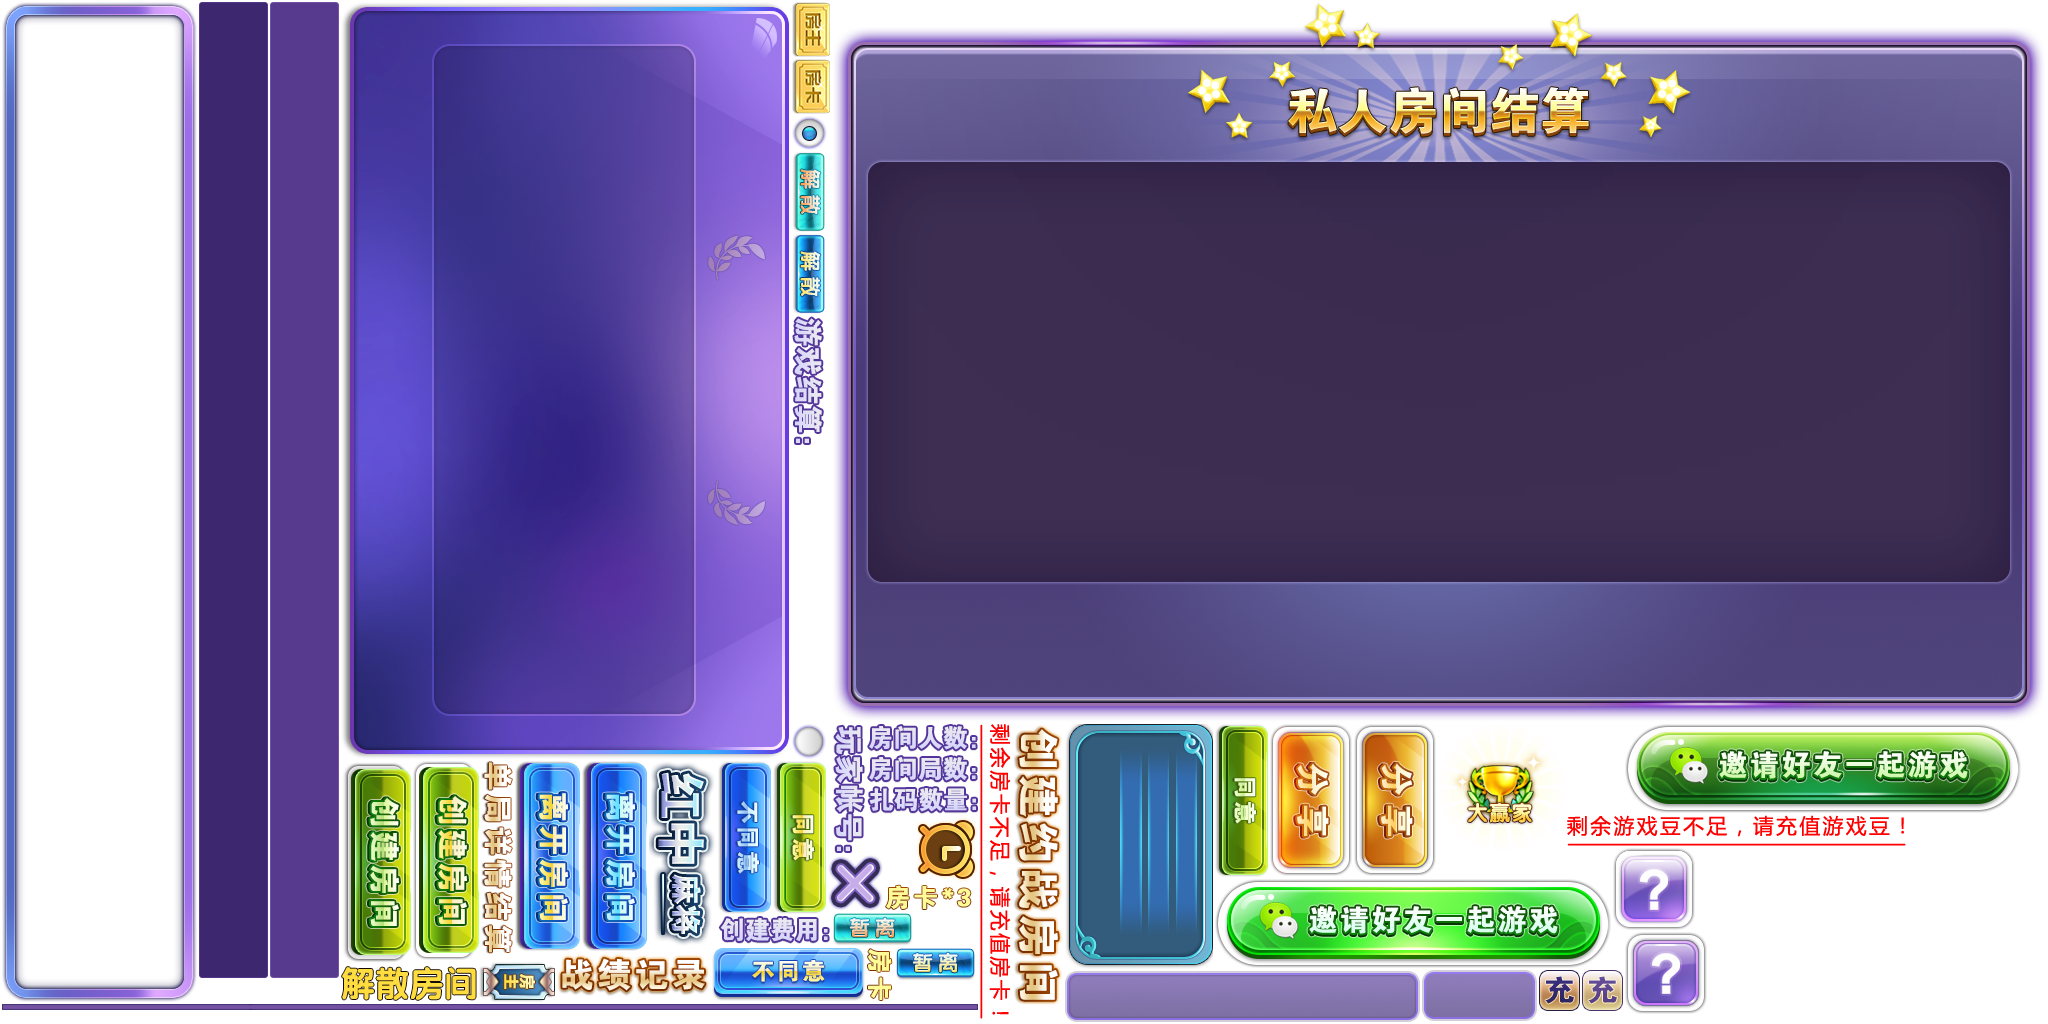 私人房间结算
房主
房卡
解散
解散
游戏结算:
玩家帐号:
房间人数:
房间局数:
扎码数量:
房卡*3
剩余房卡不足，请充值房卡！
创建约战房间
同意
分享
分享
大赢家
邀请好友一起游戏
剩余游戏豆不足，请充值游戏豆！
邀请好友一起游戏
?
?
充
充
创建房间
创建房间
单局详情结算
离开房间
离开房间
红中麻将
不同意
同意
创建费用:
暂离
解散房间
房主
战绩记录
不同意
房卡
暂离